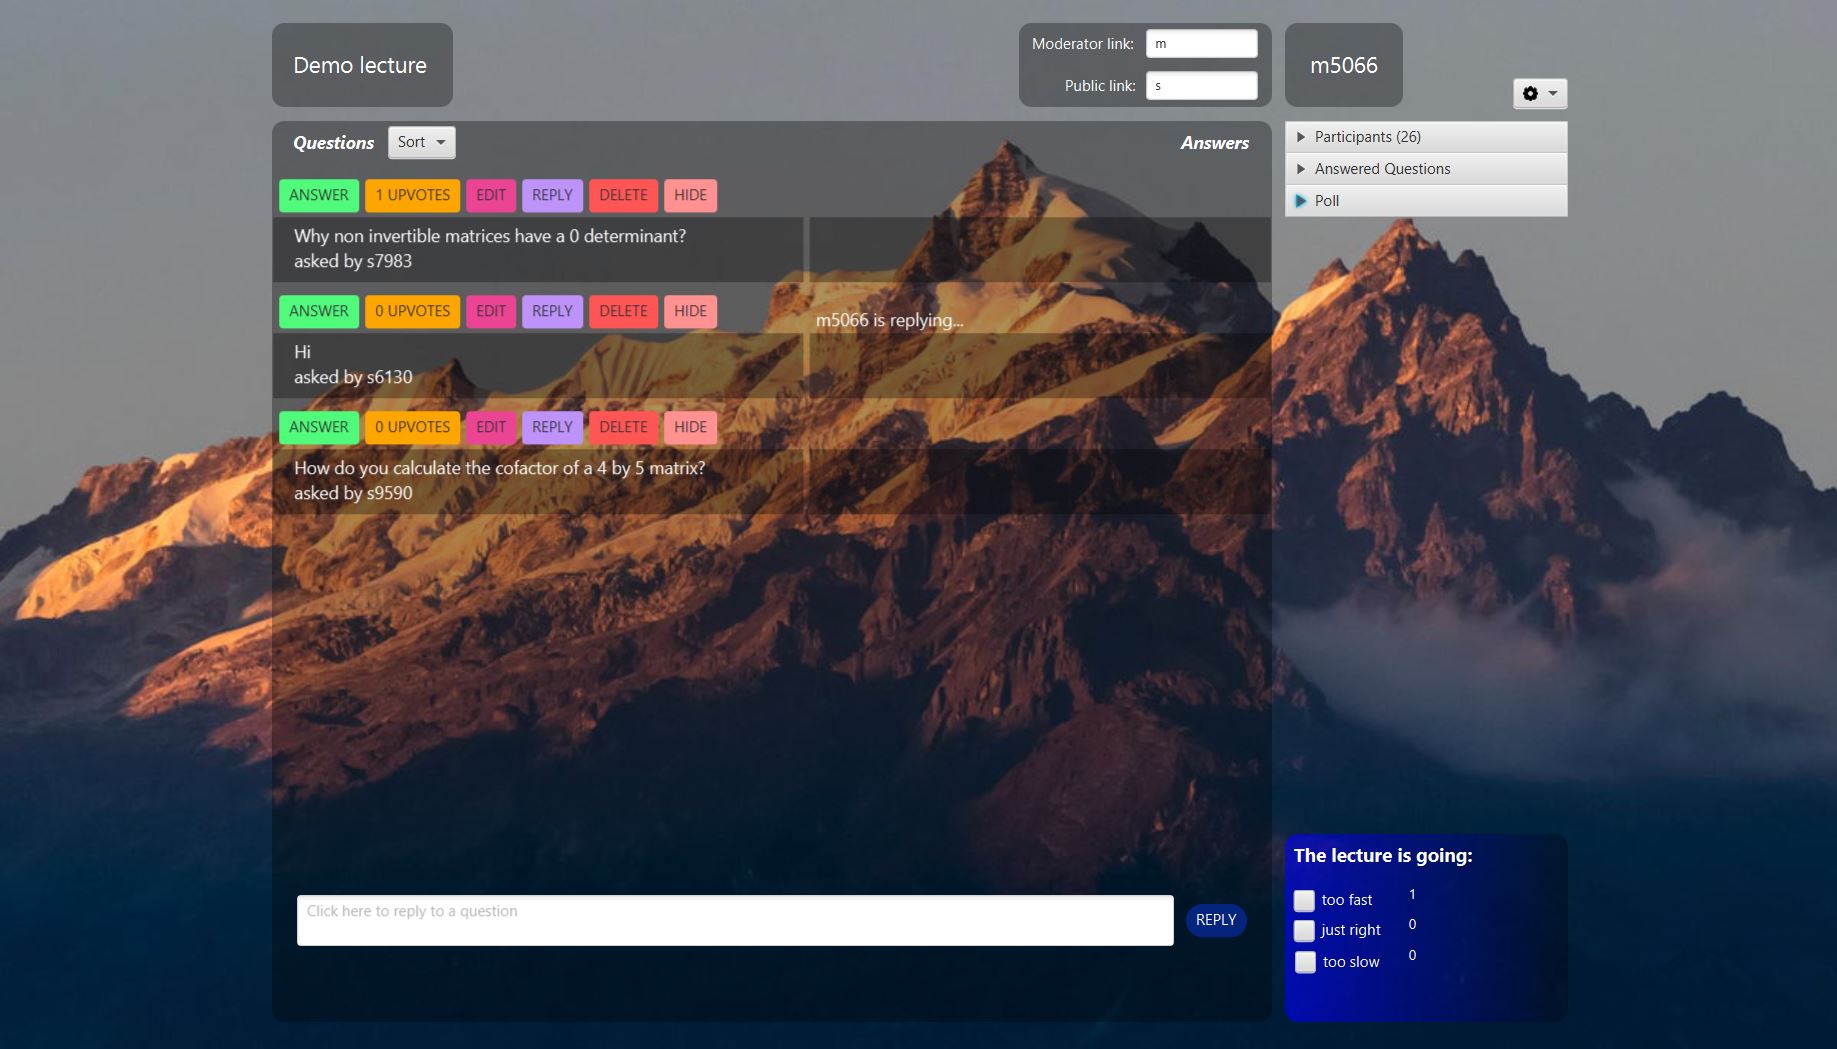 Demo lecture
Moderator link: m
Public link: s
m5066
Questions Sort Answers
ANSWER 1 UPVOTES EDIT REPLY DELETE HIDE
Why non invertible matrices have a 0 determinant?
asked by s7983
ANSWER 0 UPVOTES EDIT REPLY DELETE HIDE
m5066 is replying...
Hi
asked by s6130
ANSWER 0 UPVOTES EDIT REPLY DELETE HIDE
How do you calculate the cofactor of a 4 by 5 matrix?
asked by s9590
Click here to reply to a question
REPLY
Participants (26)
Answered Questions
Poll
The lecture is going:
too fast 1
just right 0
too slow 0